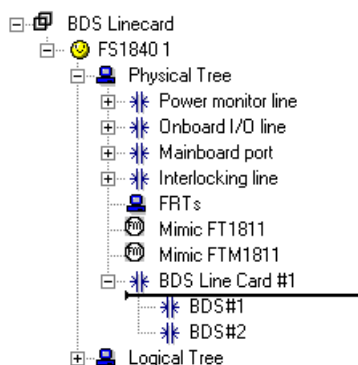 BDS Linecard
FS1840 1
Physical Tree
Power monitor line
Onboard I/O line
Mainboard port
Interlocking line
FRTs
Mimic FT1811
Mimic FTM1811
BDS Line Card #1
BDS#1
BDS#2
Logical Tree